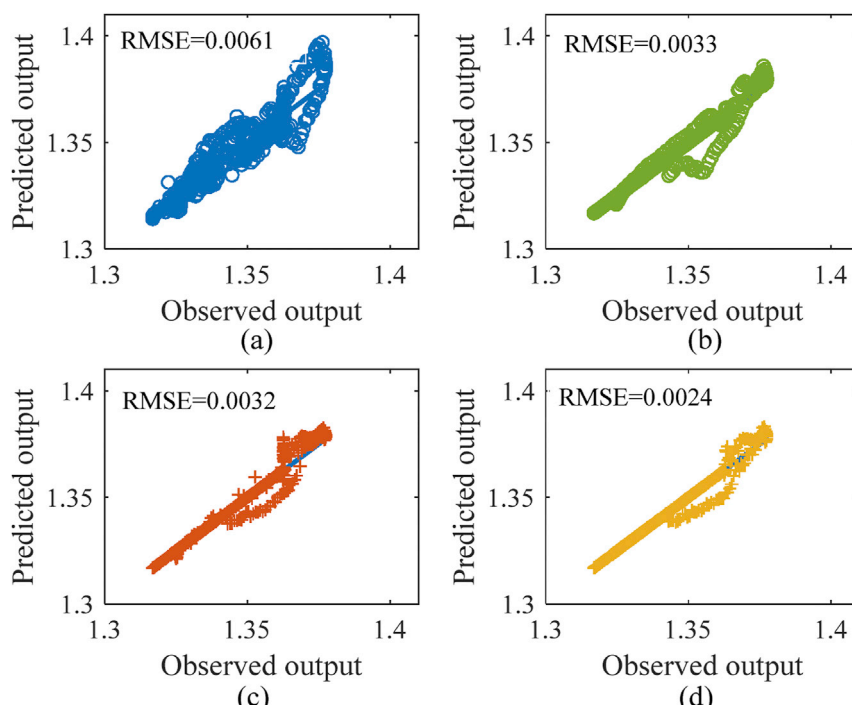 1.4
RMSE=0.0061
Predicted output
1.35
1.3
1.3
1.35
1.4
Observed output
(a)
1.4
RMSE=0.0033
Predicted output
1.35
1.3
1.3
1.35
1.4
Observed output
(b)
1.4
RMSE=0.0032
Predicted output
1.35
1.3
1.3
1.35
1.4
Observed output
(c)
1.4
RMSE=0.0024
Predicted output
1.35
1.3
1.3
1.35
1.4
Observed output
(d)